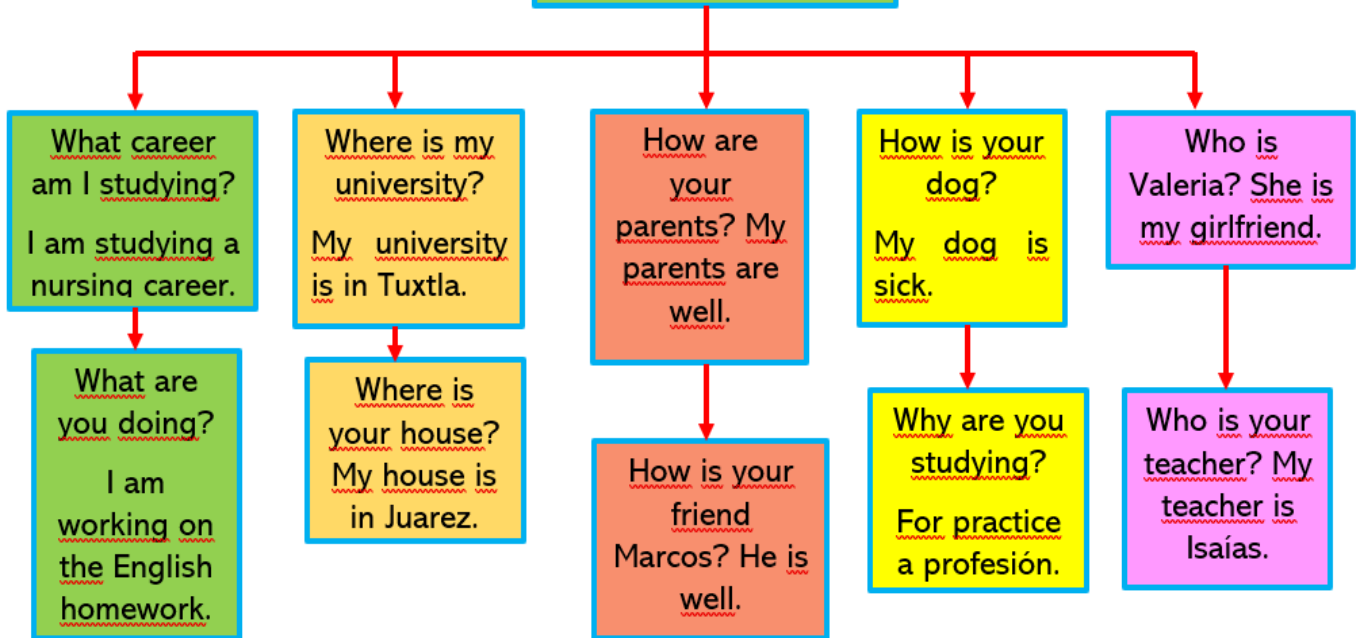 What career
am I studying?
I am studying a
nursing career.
What are
you doing?
I am
working on
the English
homework.
Where is my
university?
My university
is in Tuxtla.
Where is
your house?
My house is
in Juarez.
How are
your
parents? My
parents are
well.
How is your
friend
Marcos? He is
well.
How is your
dog?
My dog is
sick.
Why are you
studying?
For practice
a profesión.
Who is
Valeria? She is
my girlfriend.
Who is your
teacher? My
teacher is
Isaías.